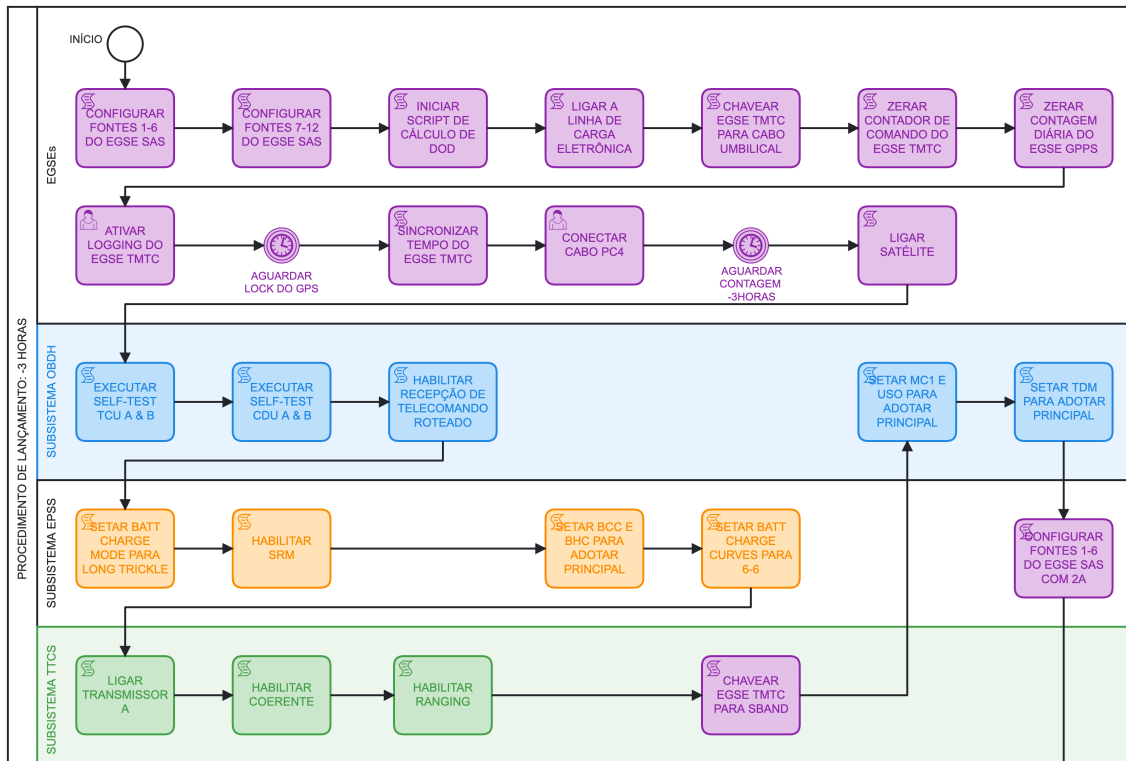 PROCEDIMENTO DE LANÇAMENTO: -3 HORAS
EGSEs
INÍCIO
CONFIGURAR
FONTES 1-6
DO EGSE SAS
CONFIGURAR
FONTES 7-12
DO EGSE SAS
INICIAR
SCRIPT DE
CÁLCULO DE
DOD
LIGAR A
LINHA DE
CARGA
ELETRÔNICA
CHAVEAR
EGSE TMTC
PARA CABO
UMBILICAL
ZERAR
CONTADOR
DE COMANDO
DO EGSE TMTC
ZERAR
CONTAGEM
DIÁRIA DO
EGSE GPPS
ATIVAR
LOGGING DO
EGSE TMTC
AGUARDAR
LOCK DO GPS
SINCRONIZAR
TEMPO DO
EGSE TMTC
CONECTAR
CABO PC4
AGUARDAR
CONTAGEM
-3HORAS
LIGAR
SATÉLITE
SUBSISTEMA OBDH
EXECUTAR
SELF-TEST
TCU A & B
EXECUTAR
SELF-TEST
CDU A & B
HABILITAR
RECEPÇÃO DE
TELECOMANDO
ROTEADO
SETAR MC1 E
USO PARA
ADOTAR
PRINCIPAL
SETAR TDM
PARA ADOTAR
PRINCIPAL
SUBSISTEMA EPSS
SETAR BATT
CHARGE
MODE PARA
LONG TRICKLE
HABILITAR
SRM
SETAR BCC E
BHC PARA
ADOTAR
PRINCIPAL
SETAR BATT
CHARGE
CURVES PARA
6-6
CONFIGURAR
FONTES 1-6
DO EGSE SAS
COM 2A
SUBSISTEMA TTCS
LIGAR
TRANSMISSOR
A
HABILITAR
COERENTE
HABILITAR
RANGING
CHAVEAR
EGSE TMTC
PARA SBAND